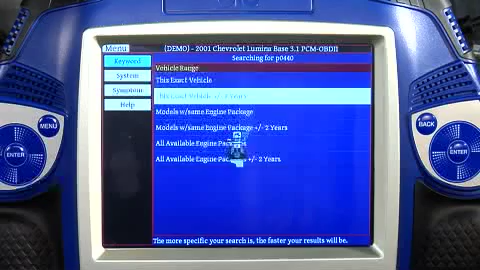 Menu
(DEMO) - 2001 Chevrolet Lumina Base 3.1 PCM-OBDII
Searching for p0440
Keyword
System
Symptom
Help
Vehicle Range
This Exact Vehicle
This Exact Vehicle +/- 2 Years
Models w/same Engine Package
Models w/same Engine Package +/- 2 Years
All Available Engine Packages
All Available Engine Package +/- 2 Years
The more specific your search is, the faster your results will be.
MENU
ENTER
BACK
ENTER